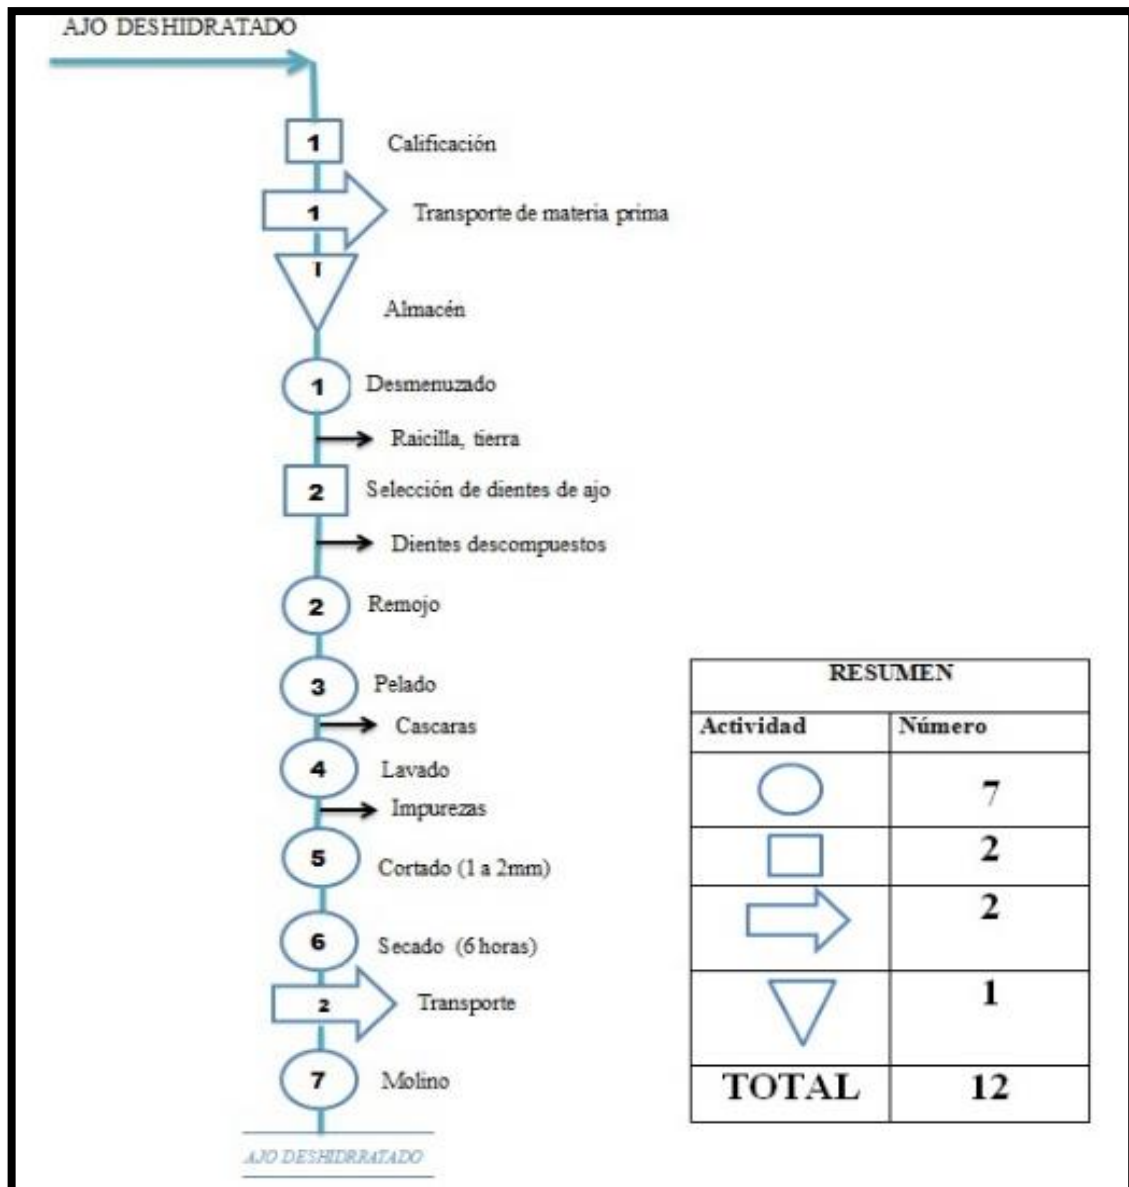 AJO DESHIDRATADO
1 Calificación
1 Transporte de materia prima
I
Almacén
1 Desmenuzado
Raicilla, tierra
2 Selección de dientes de ajo
Dientes descompuestos
2 Remojo
3 Pelado
Cascaras
4 Lavado
Impurezas
5 Cortado (1 a 2mm)
6 Secado (6 horas)
2 Transporte
7 Molino
AJO DESHIDRRATADO
RESUMEN
Actividad Número
7
2
2
1
TOTAL 12